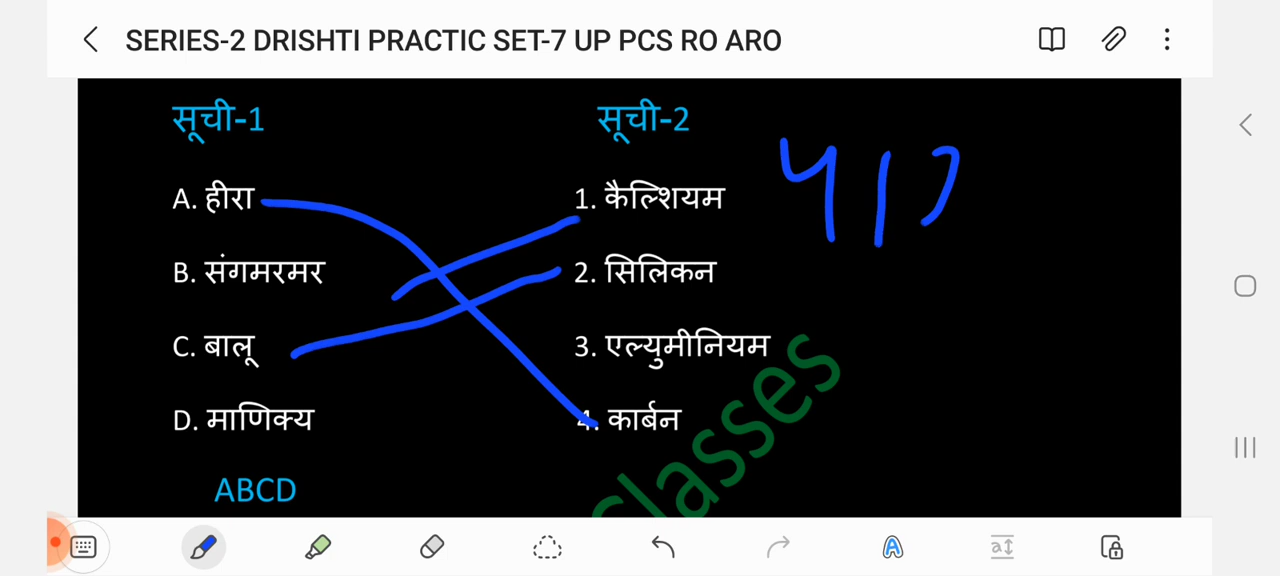 SERIES-2 DRISHTI PRACTIC SET-7 UP PCS RO ARO
सूची-1 सूची-2
A. हीरा 1. कैल्शियम
B. संगमरमर 2. सिलिकन
C. बालू 3. एल्युमीनियम
D. माणिक्य 4. कार्बन
ABCD
classes
41